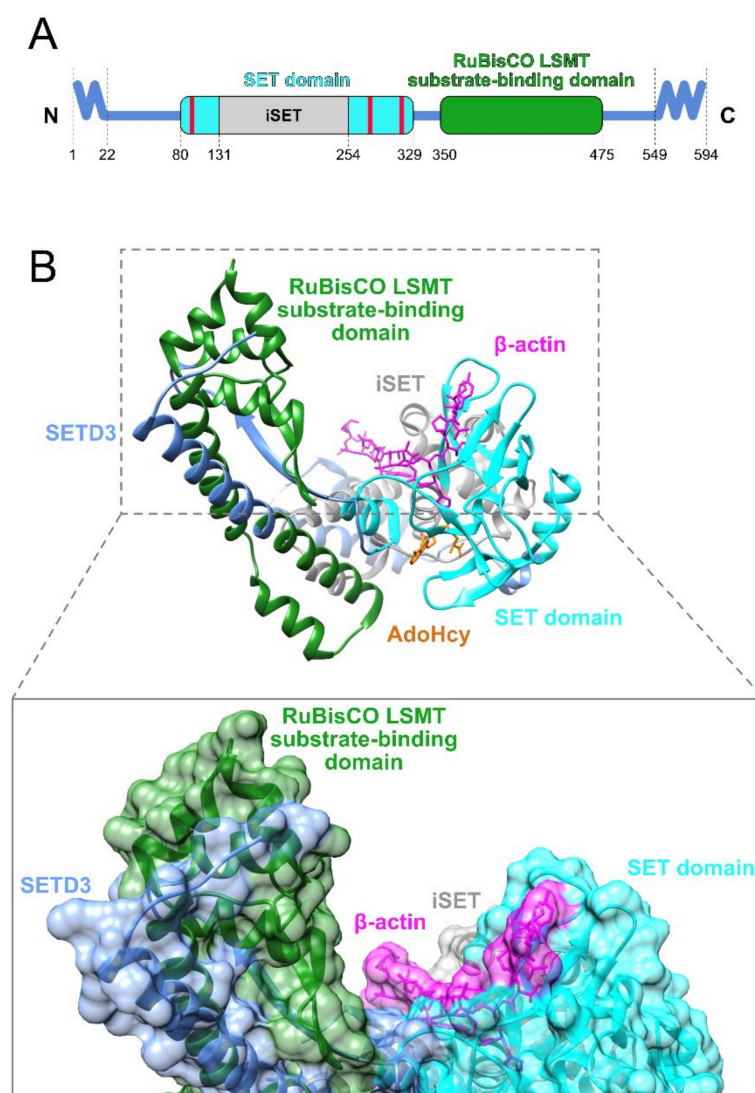 A
SET domain
RuBisCO LSMT
substrate-binding domain
N
iSET
C
1 22 80 131 254 329 350 475 549 594
B
RuBisCO LSMT
substrate-binding
domain
β-actin
iSET
SETD3
SET domain
AdoHcy
RuBisCO LSMT
substrate-binding
domain
SET domain
SETD3
iSET
β-actin